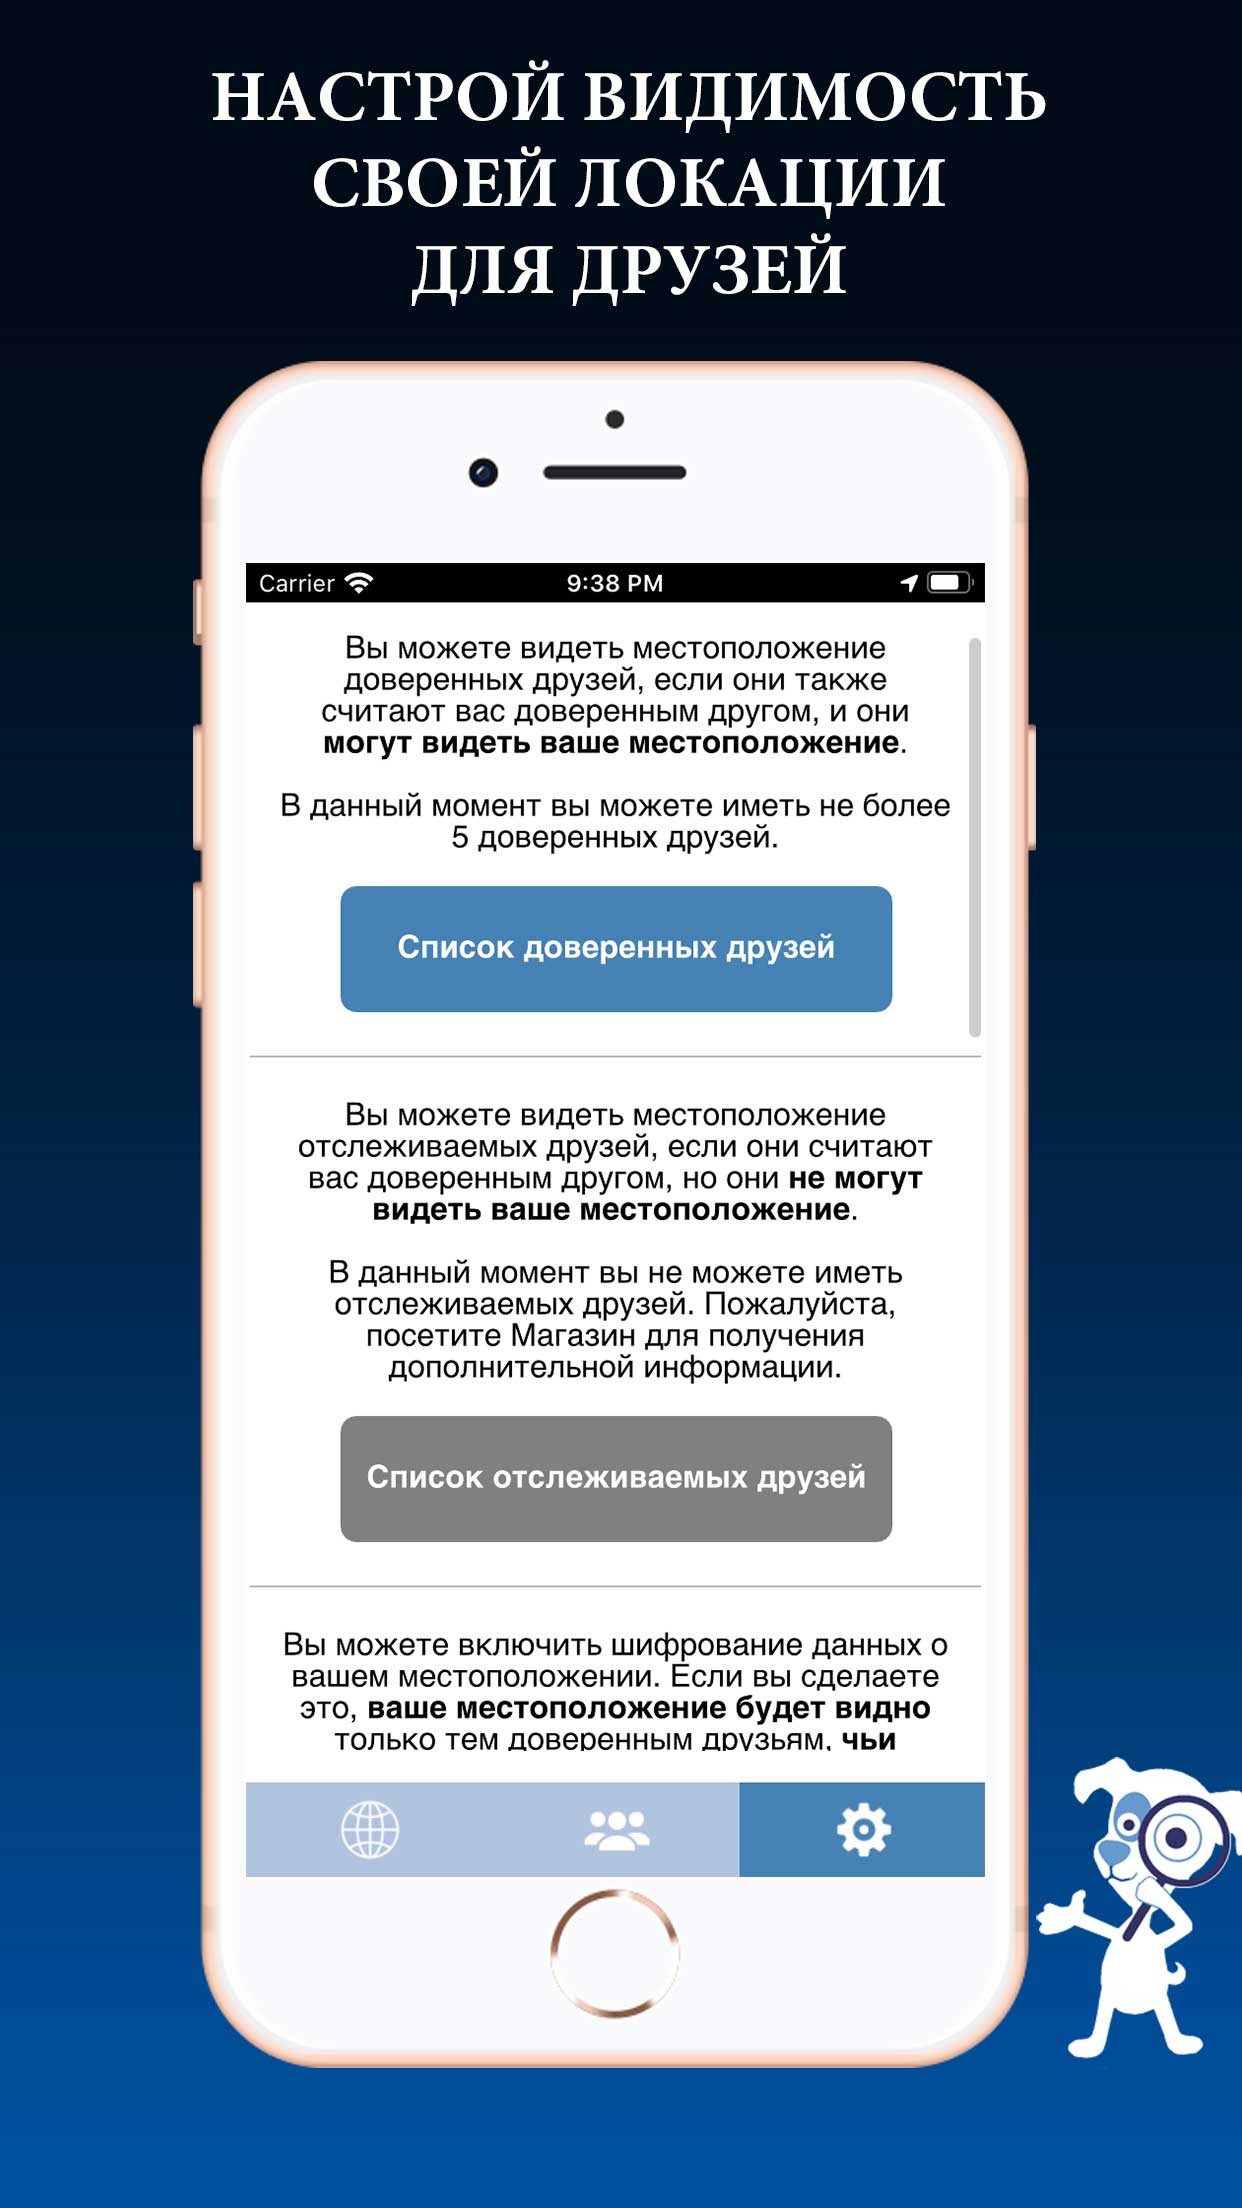 НАСТРОЙ ВИДИМОСТЬ
СВОЕЙ ЛОКАЦИИ
ДЛЯ ДРУЗЕЙ
Carrier 9:38 PM
Вы можете видеть местоположение
доверенных друзей, если они также
считают вас доверенным другом, и они
могут видеть ваше местоположение.
В данный момент вы можете иметь не более
5 доверенных друзей.
Список доверенных друзей
Вы можете видеть местоположение
отслеживаемых друзей, если они считают
вас доверенным другом, но они не могут
видеть ваше местоположение.
В данный момент вы не можете иметь
отслеживаемых друзей. Пожалуйста,
посетите Магазин для получения
дополнительной информации.
Список отслеживаемых друзей
Вы можете включить шифрование данных о
вашем местоположении. Если вы сделаете
это, ваше местоположение будет видно
только тем доверенным друзьям, чьи